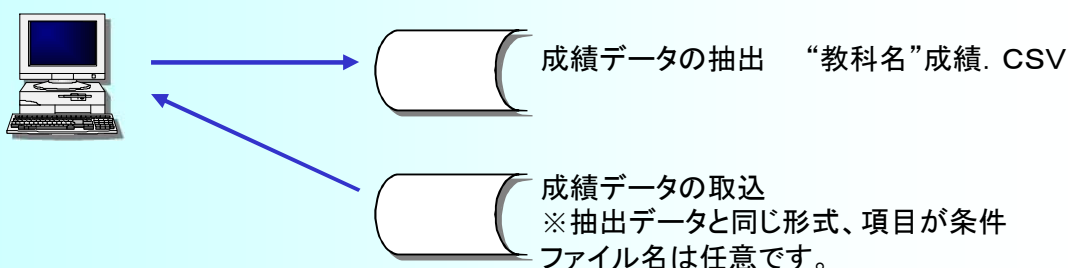 成績データの抽出　“教科名”成績．ＣＳＶ
成績データの取込
※抽出データと同じ形式、項目が条件
ファイル名は任意です。